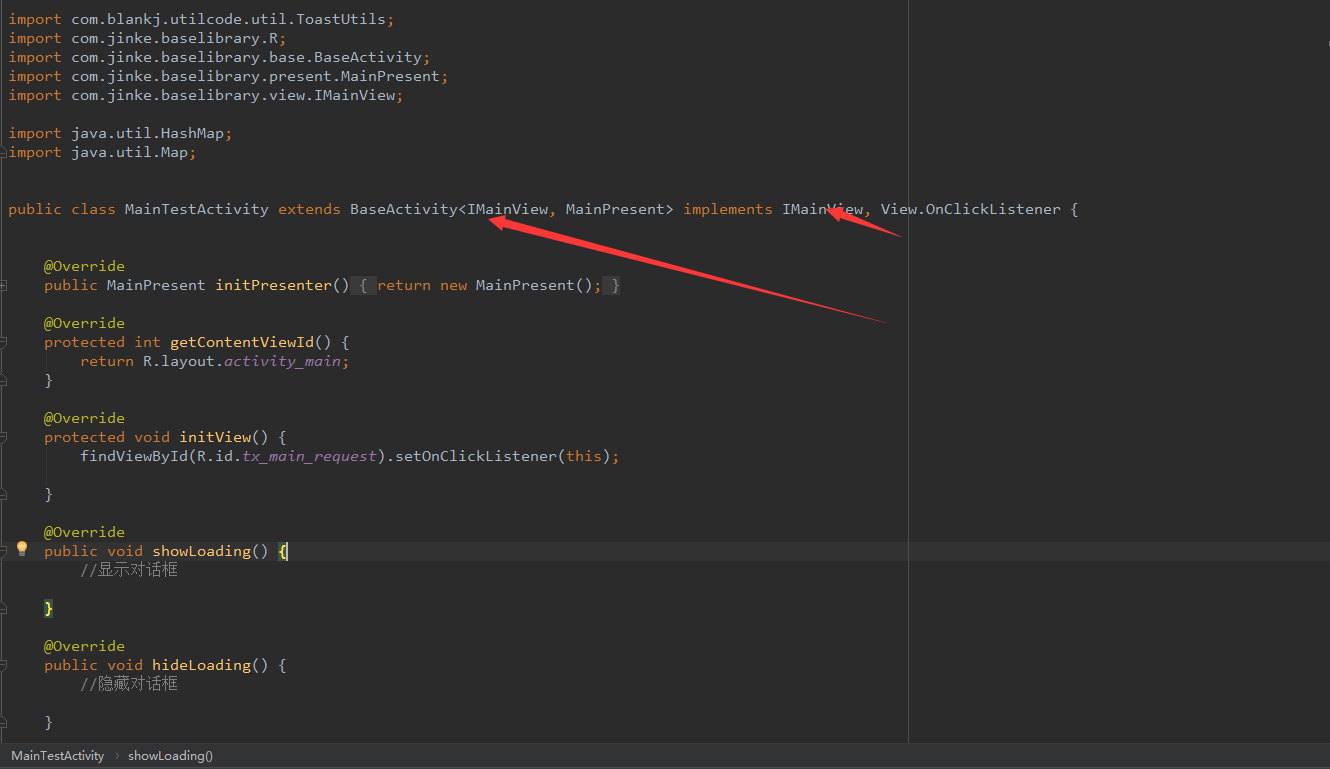 import com.blankj.utilcode.util.ToastUtils;
import com.jinke.baselibrary.R;
import com.jinke.baselibrary.base.BaseActivity;
import com.jinke.baselibrary.present.MainPresent;
import com.jinke.baselibrary.view.IMainView;
import java.util.HashMap;
import java.util.Map;
public class MainTestActivity extends BaseActivity<IMainView, MainPresent> implements IMainView, View.OnClickListener {
@Override
public MainPresent initPresenter() { return new MainPresent(); }
@Override
protected int getContentViewId() {
return R.layout.activity_main;
}
@Override
protected void initView() {
findViewById(R.id.tx_main_request).setOnClickListener(this);
}
@Override
public void showLoading() {
//显示对话框
}
@Override
public void hideLoading() {
//隐藏对话框
}
MainTestActivity › showLoading()